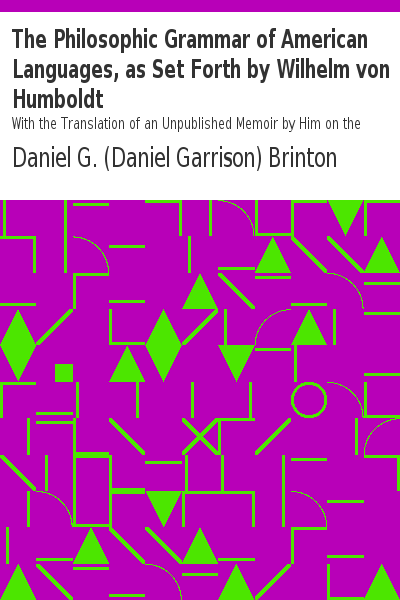 The Philosophic Grammar of American
Languages, as Set Forth by Wilhelm von
Humboldt
With the Translation of an Unpublished Memoir by Him on the
Daniel G. (Daniel Garrison) Brinton